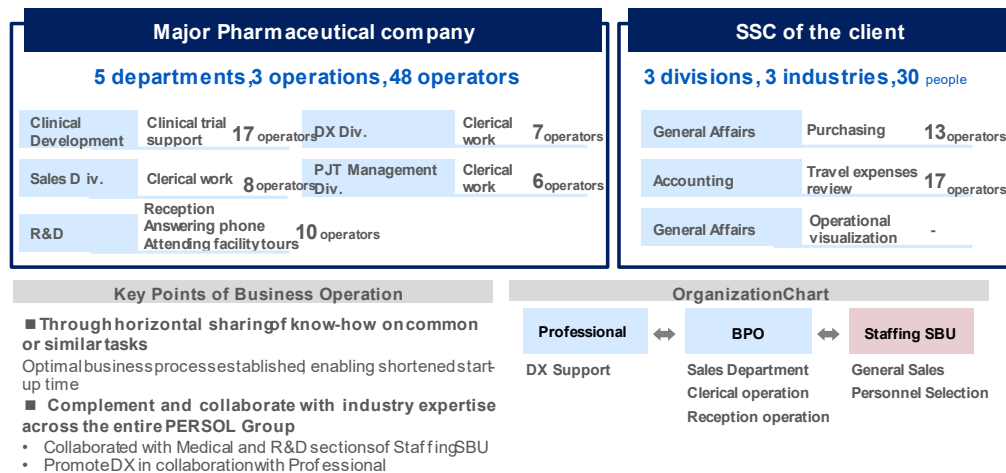 Major Pharmaceutical company
5 departments,3 operations,48 operators
Clinical Development
Clinical trial support
17 operators
DX Div.
Clerical work
7 operators
Sales Div.
Clerical work
8 operators
PJT Management Div.
Clerical work
6 operators
R&D
Reception
Answering phone
Attending facility tours
10 operators
SSC of the client
3 divisions, 3 industries,30 people
General Affairs
Purchasing
13 operators
Accounting
Travel expenses review
17 operators
General Affairs
Operational visualization
-
Key Points of Business Operation
■ Through horizontal sharing of know-how on common
or similar tasks
Optimal business process established, enabling shortened start-
up time
■ Complement and collaborate with industry expertise
across the entire PERSOL Group
• Collaborated with Medical and R&D sections of Staffing SBU
• Promote DX in collaboration with Professional
Organization Chart
Professional
BPO
Staffing SBU
DX Support
Sales Department
Clerical operation
Reception operation
General Sales
Personnel Selection